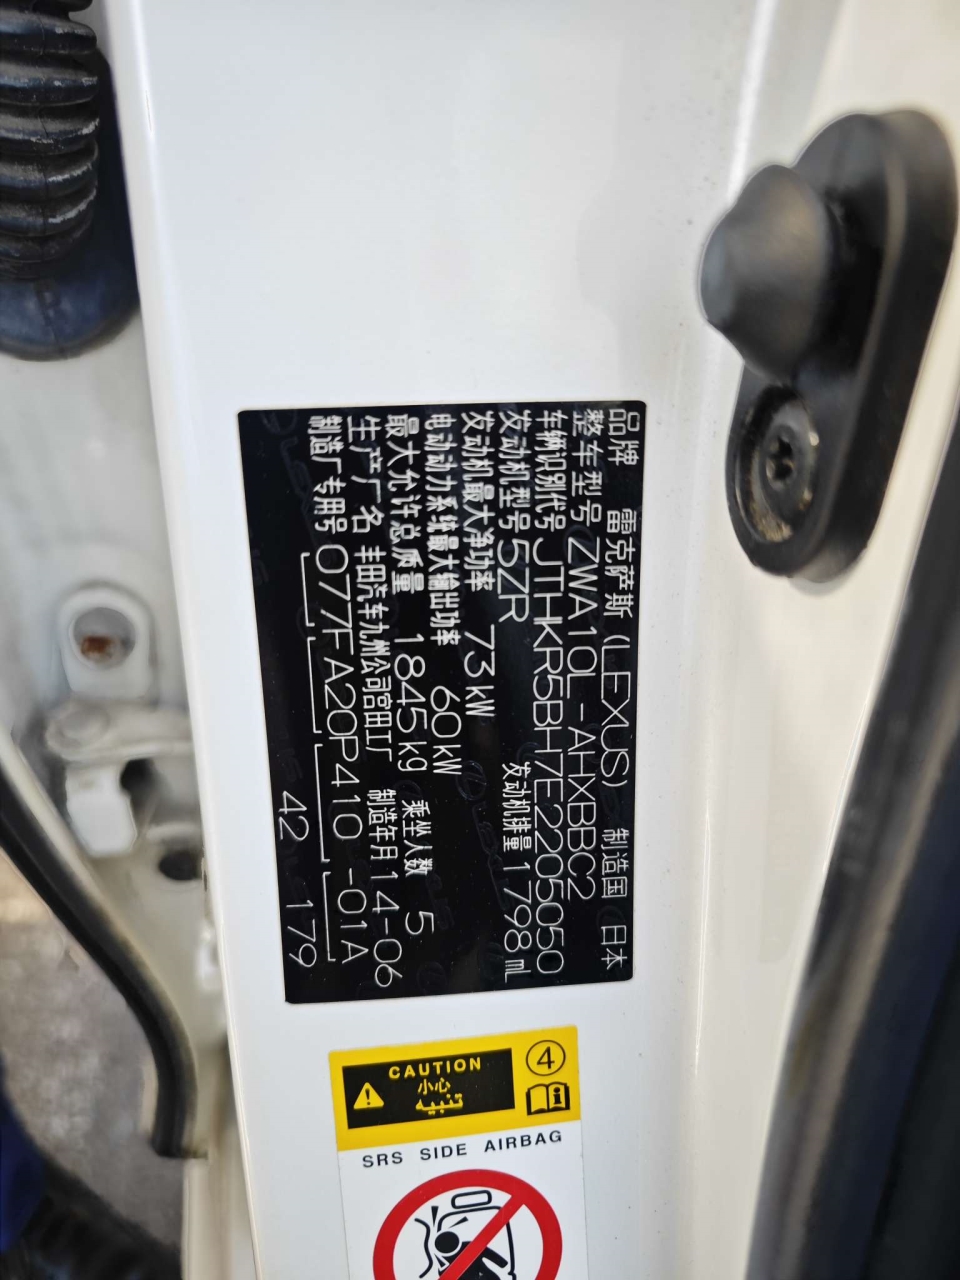 品牌 雷克萨斯 (LEXUS) 制造国 日本
整车型号 ZWA10L-AHXBBC2
车辆识别代号 JTHKR5BH7E2205050
发动机型号 5ZR 发动机排量 1798ml
发动机最大净功率 73kW
电动动力系统最大输出功率 60kW
最大允许总质量 1845kg 乘坐人数 5
生产厂名 丰田汽车九州公司宫田工厂 制造年月 14-06
制造厂专用号 077FA20P410-01A
42 179
CAUTION
小心
تنبيه
4
SRS SIDE AIRBAG